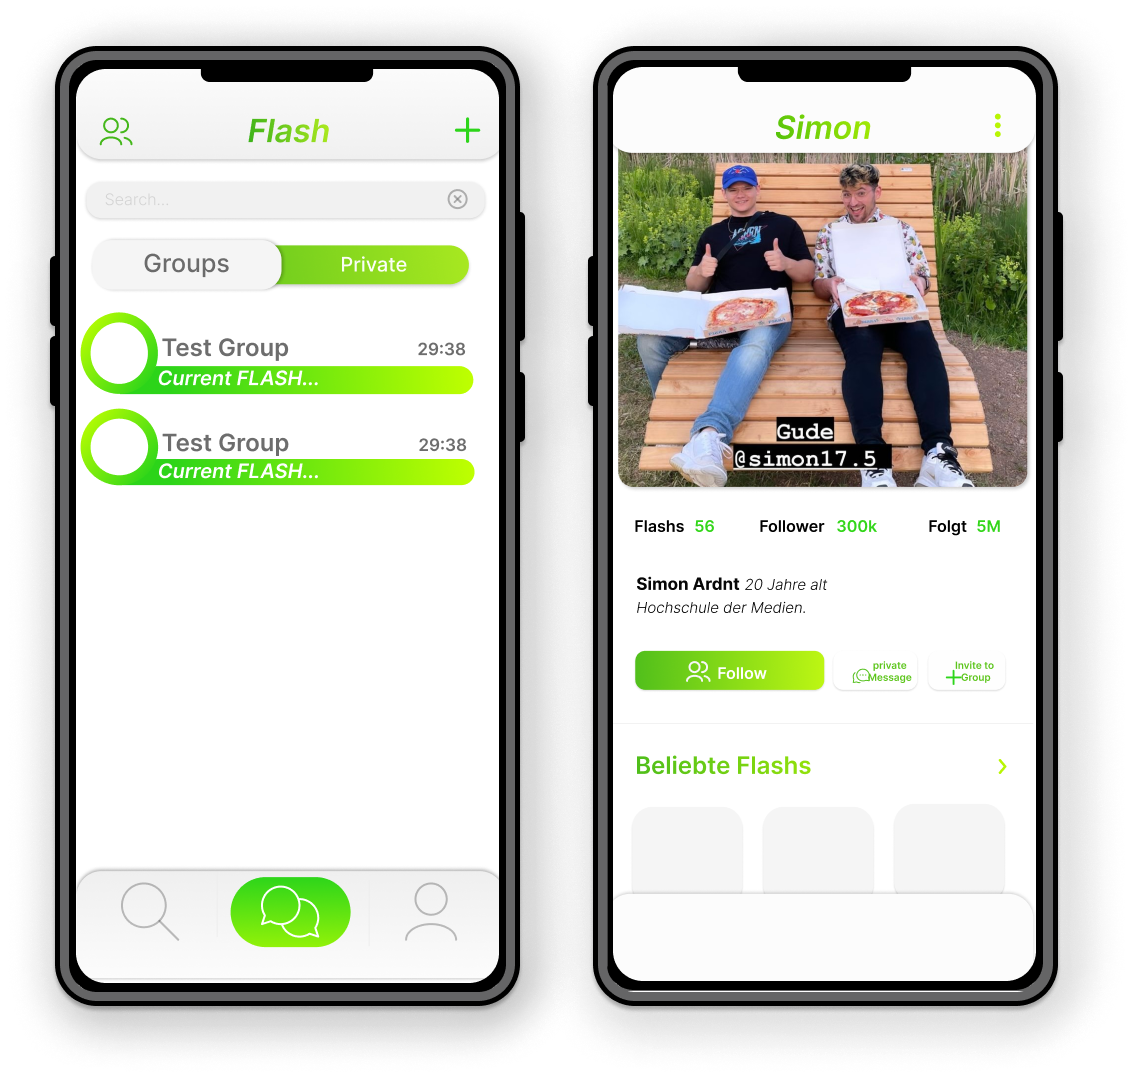 Flash
Search...
Groups
Private
Test Group
29:38
Current FLASH...
Test Group
29:38
Current FLASH...
Simon
Gude
@simon17.5
Flashs 56
Follower 300k
Folgt 5M
Simon Ardnt 20 Jahre alt
Hochschule der Medien.
Follow
private
Message
Invite to
Group
Beliebte Flashs